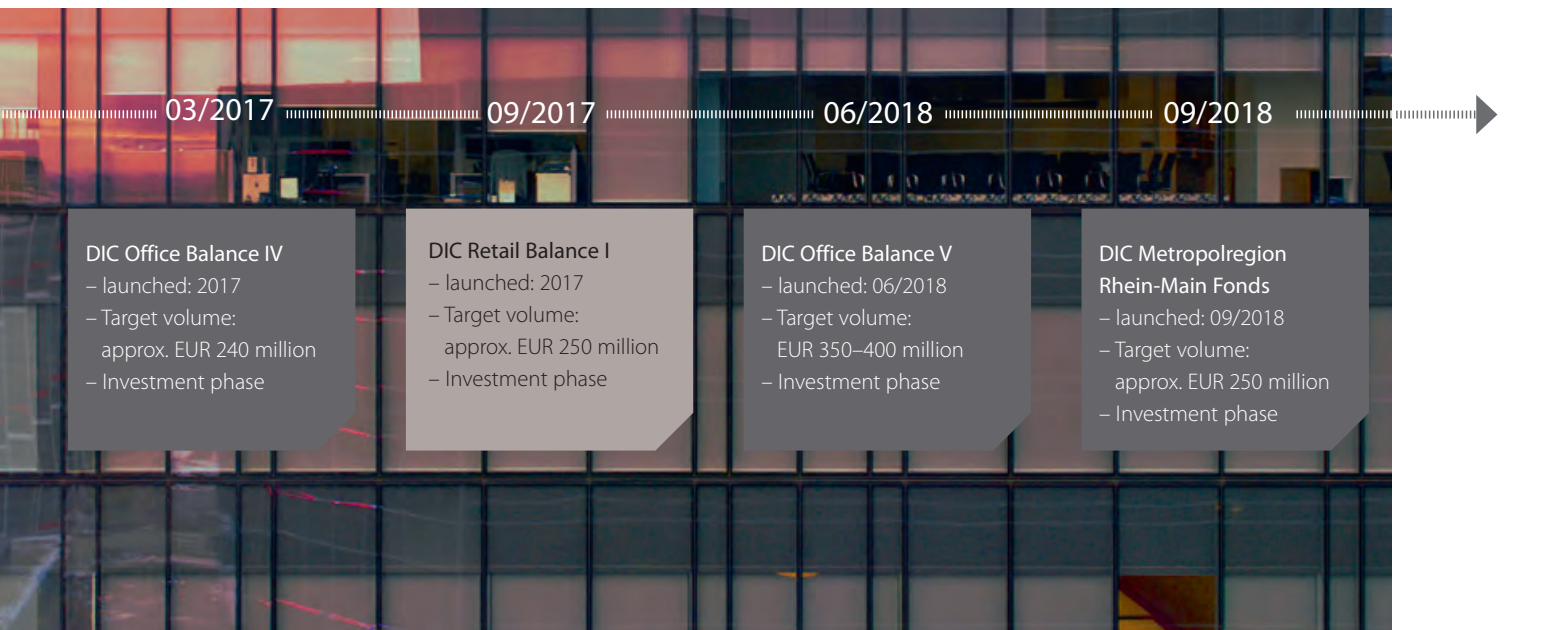 03/2017
09/2017
06/2018
09/2018
DIC Office Balance IV
– launched: 2017
– Target volume:
approx. EUR 240 million
– Investment phase
DIC Retail Balance I
– launched: 2017
– Target volume:
approx. EUR 250 million
– Investment phase
DIC Office Balance V
– launched: 06/2018
– Target volume:
EUR 350–400 million
– Investment phase
DIC Metropolregion
Rhein-Main Fonds
– launched: 09/2018
– Target volume:
approx. EUR 250 million
– Investment phase